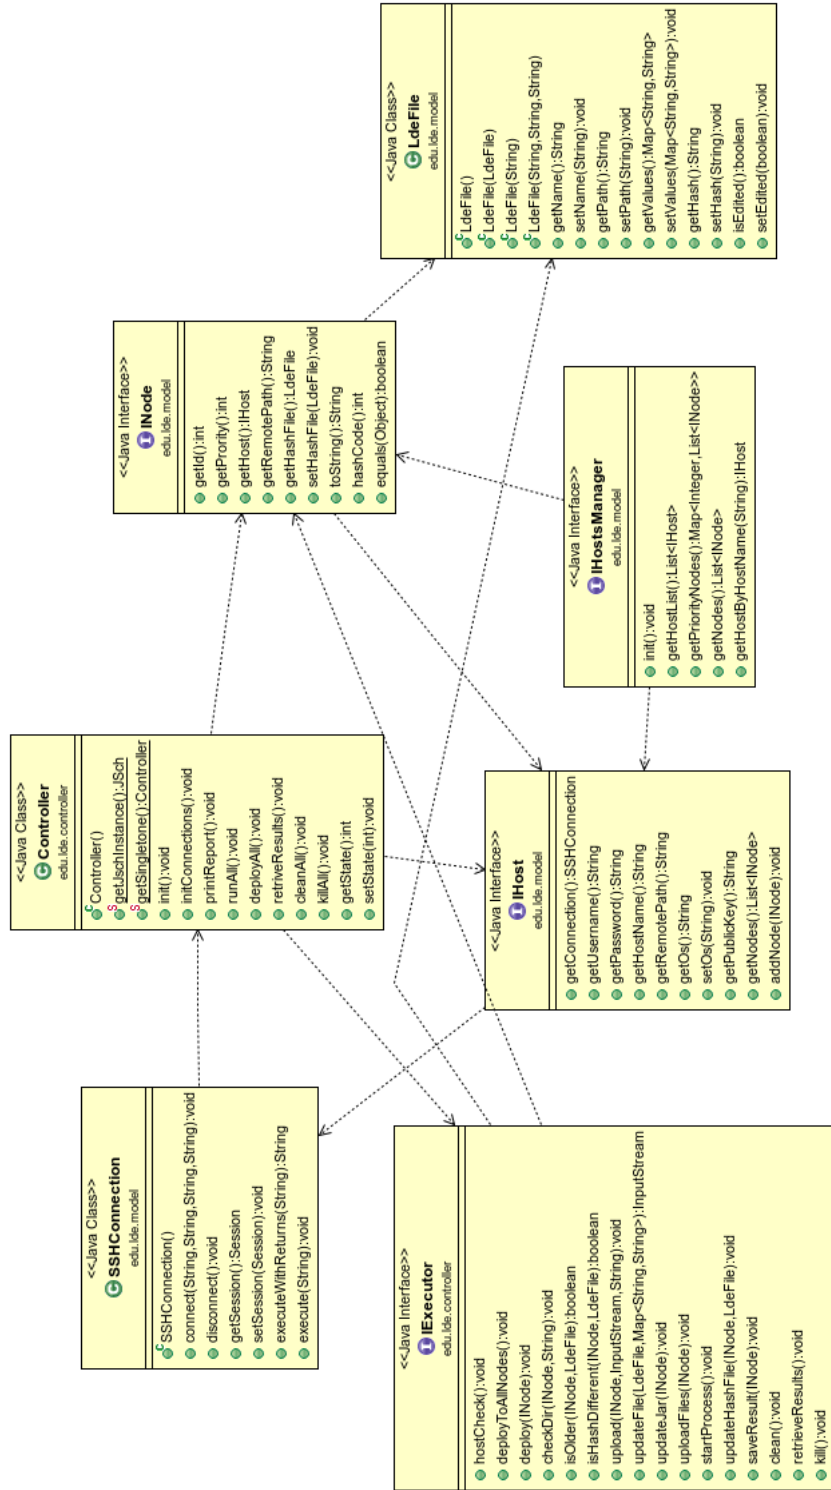 <<Java Class>>
SSHConnection
edu.lde.model
SSHConnection()
connect(String,String,String):void
disconnect():void
getSession():Session
setSession(Session):void
executeWithReturns(String):String
execute(String):void
<<Java Class>>
Controller
edu.lde.controller
Controller()
getJschInstance():JSch
getSingletone():Controller
init():void
initConnections():void
printReport():void
runAll():void
deployAll():void
retriveResults():void
cleanAll():void
killAll():void
getState():int
setState(int):void
<<Java Interface>>
INode
edu.lde.model
getId():int
getPrority():int
getHost():IHost
getRemotePath():String
getHashFile():LdeFile
setHashFile(LdeFile):void
toString():String
hashCode():int
equals(Object):boolean
<<Java Class>>
LdeFile
edu.lde.model
LdeFile()
LdeFile(LdeFile)
LdeFile(String)
LdeFile(String,String,String)
getName():String
setName(String):void
getPath():String
setPath(String):void
getValues():Map<String,String>
setValues(Map<String,String>):void
getHash():String
setHash(String):void
isEdited():boolean
setEdited(boolean):void
<<Java Interface>>
IExecutor
edu.lde.controller
hostCheck():void
deployToAllNodes():void
deploy(INode):void
checkDir(INode,String):void
isOlder(INode,LdeFile):boolean
isHashDifferent(INode,LdeFile):boolean
upload(INode,InputStream,String):void
updateFile(LdeFile,Map<String,String>):InputStream
updateJar(INode):void
uploadFiles(INode):void
startProcess():void
updateHashFile(INode,LdeFile):void
saveResult(INode):void
clean():void
retrieveResults():void
kill():void
<<Java Interface>>
IHost
edu.lde.model
getConnection():SSHConnection
getUsername():String
getPassword():String
getHostName():String
getRemotePath():String
getOs():String
setOs(String):void
getPublicKey():String
getNodes():List<INode>
addNode(INode):void
<<Java Interface>>
IHostsManager
edu.lde.model
init():void
getHostList():List<IHost>
getPriorityNodes():Map<Integer,List<INode>>
getNodes():List<INode>
getHostByHostName(String):IHost